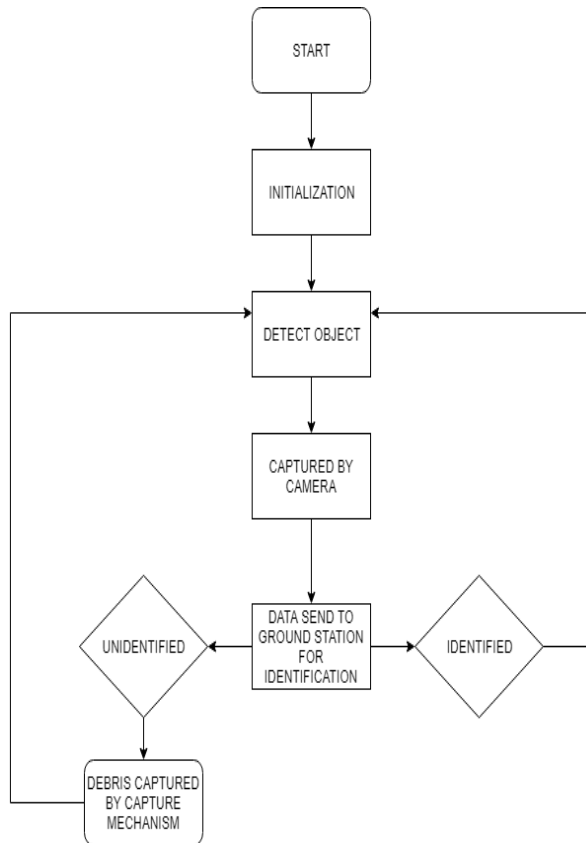 START
INITIALIZATION
DETECT OBJECT
CAPTURED BY
CAMERA
UNIDENTIFIED
DATA SEND TO
GROUND STATION
FOR
IDENTIFICATION
IDENTIFIED
DEBRIS CAPTURED
BY CAPTURE
MECHANISM